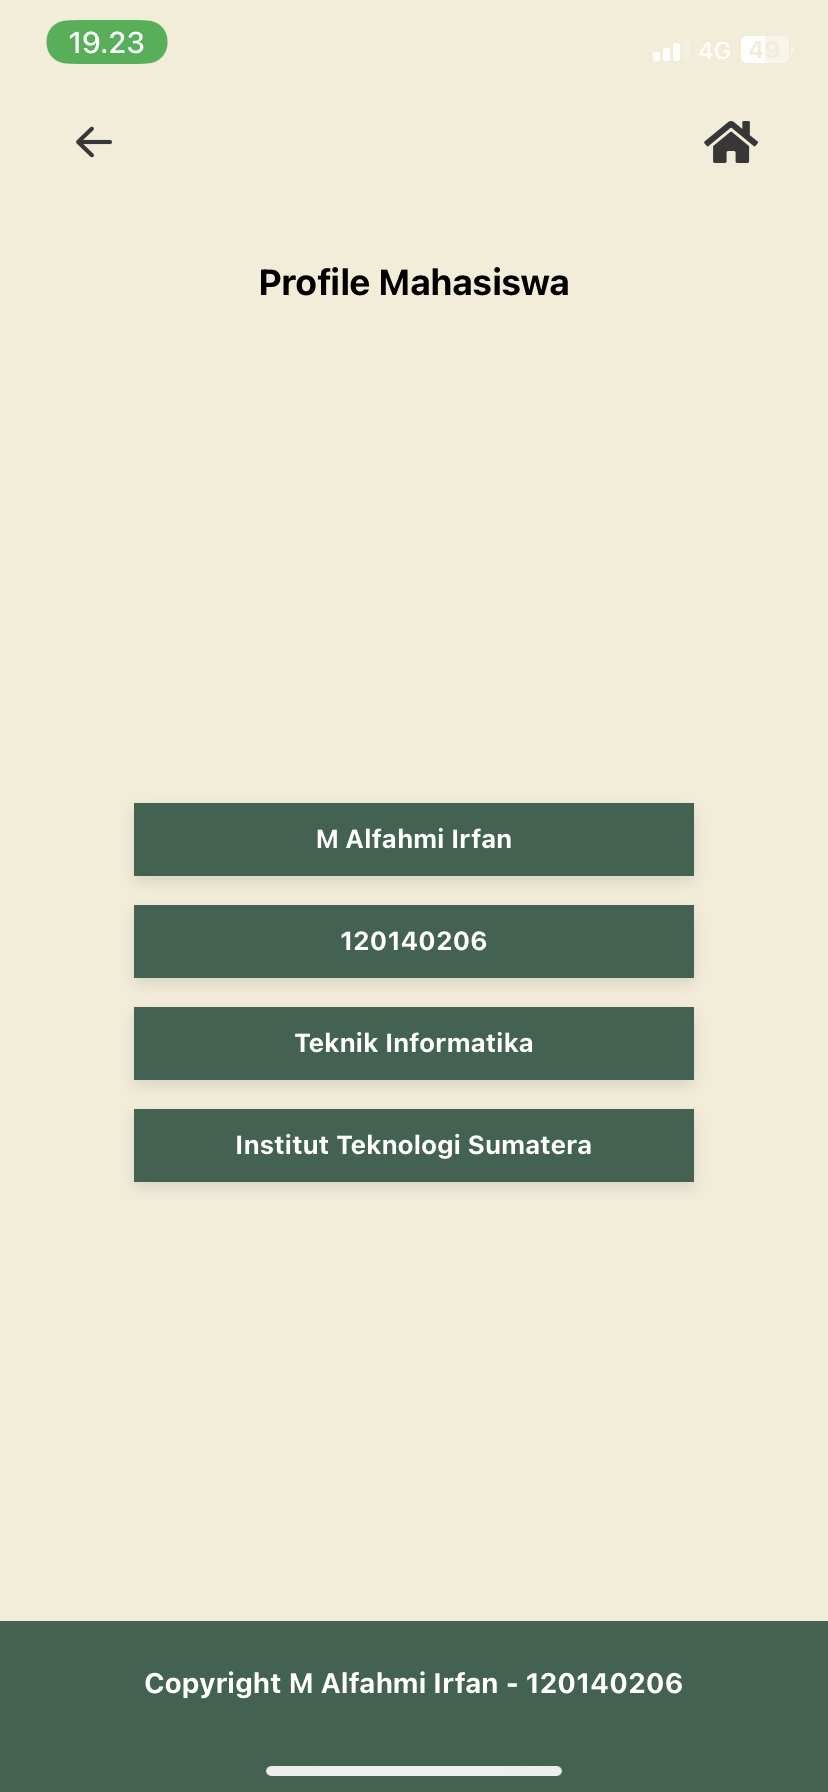 19.23
4G 49
Profile Mahasiswa
M Alfahmi Irfan
120140206
Teknik Informatika
Institut Teknologi Sumatera
Copyright M Alfahmi Irfan - 120140206